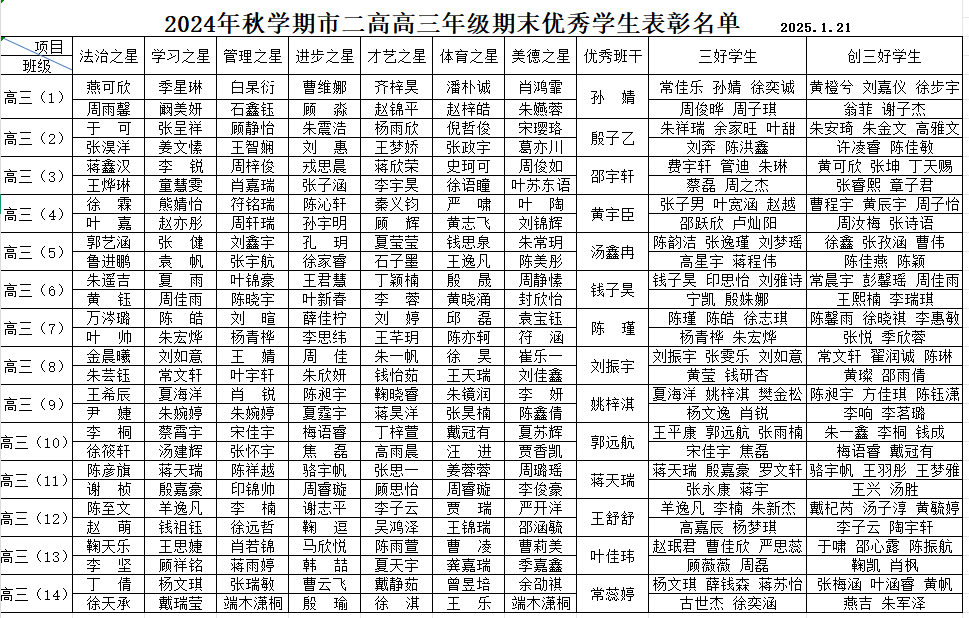 2024年秋学期市二高高三年级期末优秀学生表彰名单 2025.1.21
项目 班级 法治之星 学习之星 管理之星 进步之星 才艺之星 体育之星 美德之星 优秀班干 三好学生 创三好学生
高三（1） 燕可欣 季星琳 白杲衍 曹维娜 齐梓昊 潘朴诚 肖鸿霏 孙 婧 常佳乐 孙婧 徐奕诚 黄橙兮 刘嘉仪 徐步宇
周雨馨 阚美妍 石鑫钰 顾 淼 赵锦平 赵梓皓 朱嬿蓉 周俊晔 周子琪 翁菲 谢子杰
高三（2） 于 可 张呈祥 顾静怡 朱震浩 杨雨欣 倪哲俊 宋璎珞 殷子乙 朱祥瑞 余家旺 叶甜 朱安琦 朱金文 高雅文
张淏洋 姜文愫 王智娴 刘 惠 王梦娇 张政宇 葛亦川 刘奔 陈洪鑫 许凌睿 陈佳敏
高三（3） 蒋鑫汉 李 锐 周梓俊 戎思晨 蒋欣荣 史珂可 周俊如 邵宇轩 费宇轩 管迪 朱琳 黄可欣 张坤 丁天赐
王烨琳 童慧雯 肖嘉瑞 张子涵 李宇昊 徐语瞳 叶苏东语 蔡磊 周之杰 张睿熙 章子君
高三（4） 徐 霖 熊婧怡 符铭瑞 陈沁轩 秦义钧 严 啸 叶 陶 黄宇臣 张子男 叶宽涵 赵越 曹程宇 黄辰宇 周子怡
叶 嘉 赵亦彤 周轩瑞 孙宇明 顾 辉 黄志飞 刘锦辉 邵跃欣 卢灿阳 周汝梅 张诗语
高三（5） 郭艺涵 张 健 刘鑫宇 孔 玥 夏莹莹 钱思泉 朱常玥 汤鑫冉 陈韵洁 张逸瑾 刘梦瑶 徐鑫 张孜涵 曹伟
鲁进鹏 袁 帆 张宇航 徐家睿 石子墨 王逸凡 陈美彤 高星宇 蒋程伟 陈佳燕 陈颖
高三（6） 朱遥吉 夏 雨 叶锦豪 王君慧 丁颖楠 殷 晟 周静愫 钱子昊 钱子昊 印思怡 刘雅诗 常晨宇 彭馨瑶 周佳雨
黄 钰 周佳雨 陈晓宇 叶新春 李 蓉 黄晓涌 封欣怡 宁凯 殷姝娜 王熙楠 李瑞琪
高三（7） 万涔璐 陈 皓 刘 暄 薛佳柠 刘 婷 邱 磊 袁宝钰 陈 瑾 陈瑾 陈皓 徐志琪 陈馨雨 徐晓祺 李惠敏
叶 帅 朱宏烨 杨青桦 李思纬 王芊玥 陈亦轲 符 涵 杨青桦 朱宏烨 张悦 季欣蓉
高三（8） 金晨曦 刘如意 王 婧 周 佳 朱一帆 徐 昊 崔乐一 刘振宇 刘振宇 张雯乐 刘如意 常文轩 翟润诚 陈琳
朱芸钰 常文轩 叶宇轩 朱欣妍 钱怡茹 王天瑞 刘佳鑫 黄莹 钱研杏 黄璨 邵雨倩
高三（9） 王希辰 夏海洋 肖 锐 陈昶宇 鞠晓睿 朱镜润 李 妍 姚梓淇 夏海洋 姚梓淇 樊金松 陈昶宇 万佳琪 陈钰潇
尹 婕 朱婉婷 朱婉婷 夏霆宇 蒋昊洋 张昊楠 陈鑫倩 杨文逸 肖锐 李响 李茗璐
高三（10） 李 桐 蔡霄宇 宋佳宇 梅语睿 丁梓萱 戴冠有 夏苏辉 郭远航 王平康 郭远航 张雨楠 朱一鑫 李桐 钱成
徐筱轩 汤建辉 张怀宇 焦 磊 高雨晨 汪 进 贾香凯 宋佳宇 焦磊 梅语睿 戴冠有
高三（11） 陈彦旗 蒋天瑞 陈祥越 骆宇帆 张思一 姜蓉蓉 周璐瑶 蒋天瑞 蒋天瑞 殷嘉豪 罗文轩 骆宇帆 王羽彤 王梦雅
谢 祯 殷嘉豪 印锦帅 周睿璇 顾思怡 周睿璇 李俊豪 张永康 蒋宇 王兴 汤胜
高三（12） 陈至文 羊逸凡 李 楠 谢志平 李子云 贾 瑞 严开洋 王舒舒 羊逸凡 李楠 朱新杰 戴杞芮 汤子淳 黄毓婷
赵 萌 钱祖钰 徐远哲 鞠 逗 吴鸿泽 王锦瑞 邵涵毓 高嘉辰 杨梦琪 李子云 陶宇轩
高三（13） 鞠天乐 王思婕 肖若锦 马欣悦 陈雨萱 曹 凌 曹莉美 叶佳玮 赵珉君 曹佳欣 严思蕊 于啸 邵心露 陈振航
李 坚 顾祥铭 蒋雨婷 韩 喆 夏天宇 龚嘉瑞 李嘉鑫 顾薇薇 周磊 鞠凯 肖枫
高三（14） 丁 倩 杨文琪 张瑞敏 曹云飞 戴静茹 曾昱培 余劭祺 常蕊婷 杨文琪 薛钱森 蒋苏怡 张梅涵 叶涵睿 黄帆
徐天承 戴瑞莹 端木潇桐 殷 瑜 徐 淇 王 乐 端木潇桐 古世杰 徐奕涵 燕吉 朱军泽